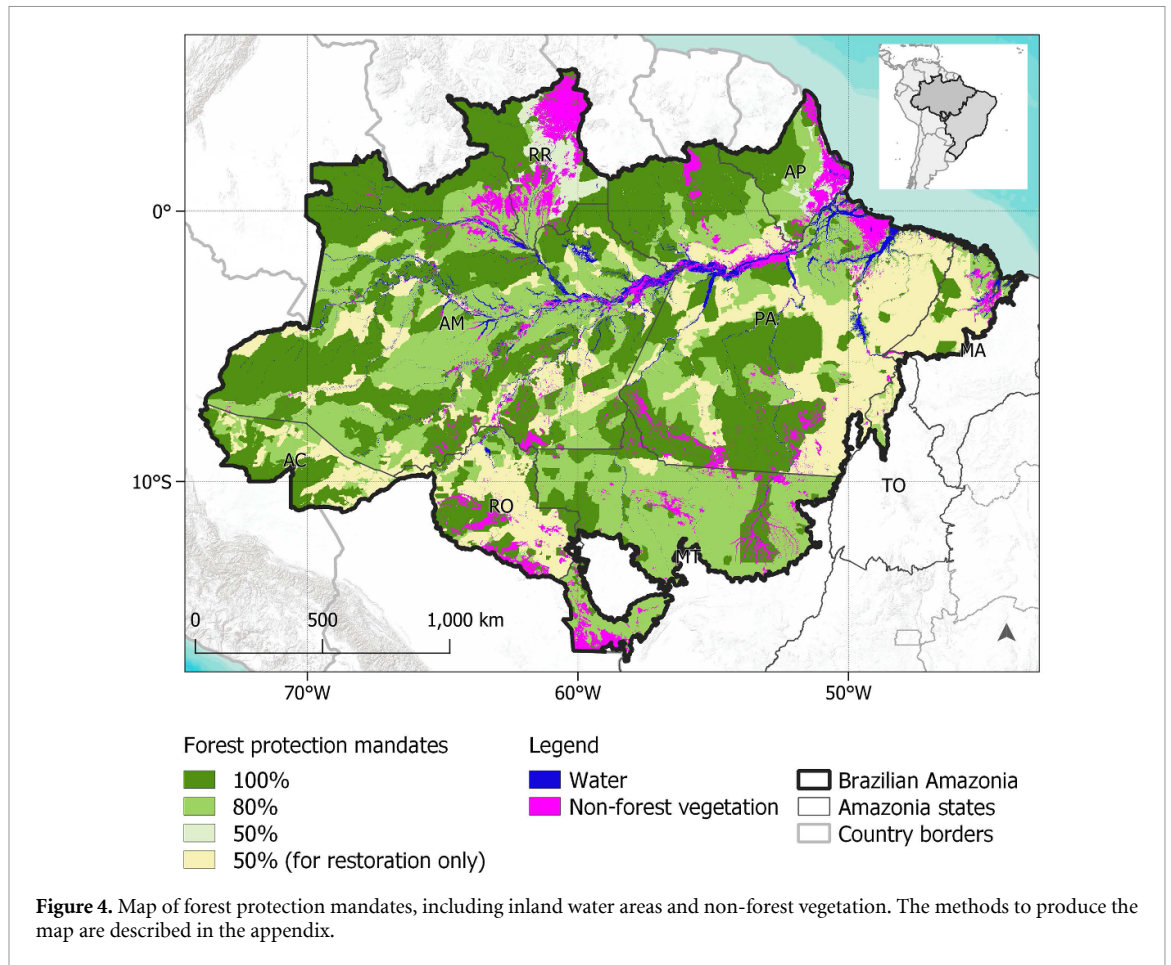 RR
AP
0°
AM
PA
MA
AC
10°S
RO
TO
MT
0 500 1,000 km
70°W 60°W 50°W
Forest protection mandates
100%
80%
50%
50% (for restoration only)
Legend
Water
Non-forest vegetation
Brazilian Amazonia
Amazonia states
Country borders
Figure 4. Map of forest protection mandates, including inland water areas and non-forest vegetation. The methods to produce the
map are described in the appendix.